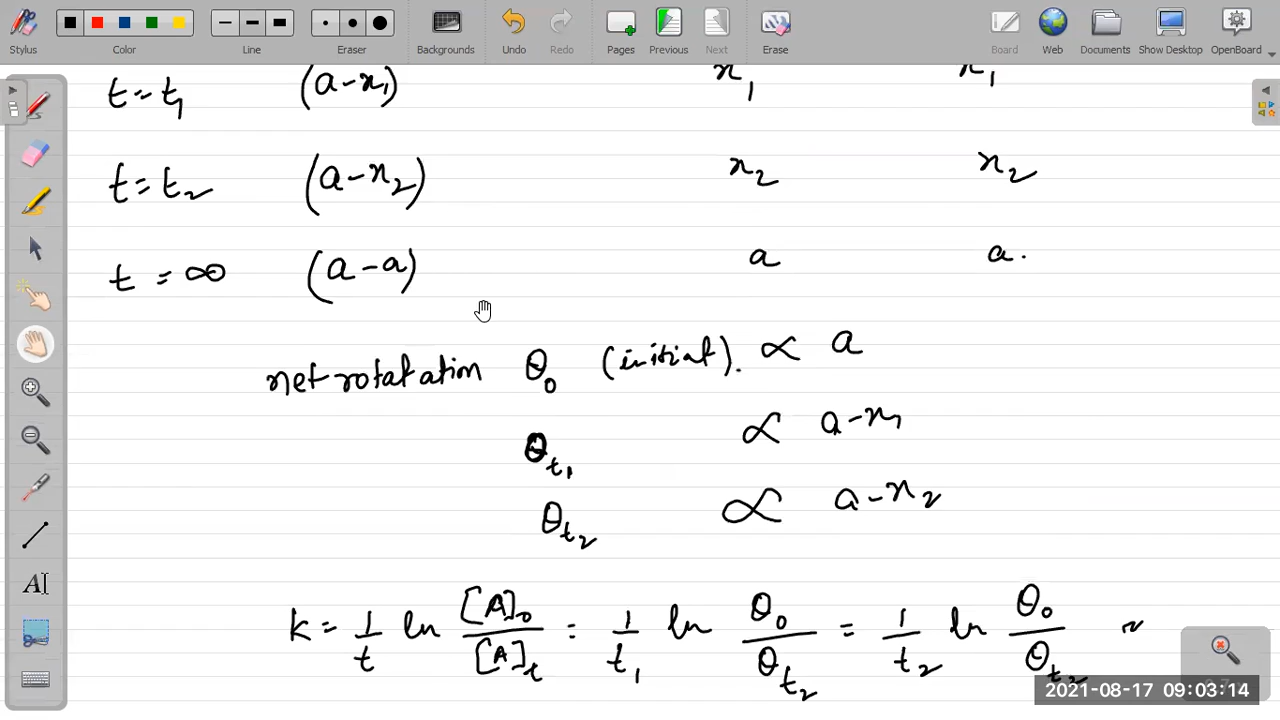 Stylus Color Line Eraser Backgrounds Undo Redo Pages Previous Next Erase Board Web Documents Show Desktop OpenBoard
t = t₁ (a-x₁) x₁ x₁
t = t₂ (a-x₂) x₂ x₂
t = ∞ (a-a) a a.
net rotatation θ₀ (initial). ∝ a
θt₁ ∝ a-x₁
θt₂ ∝ a-x₂
k = 1/t ln [A]₀/[A]t = 1/t₁ ln θ₀/θt₂ = 1/t₂ ln θ₀/θt₂ ~
2021-08-17 09:03:14